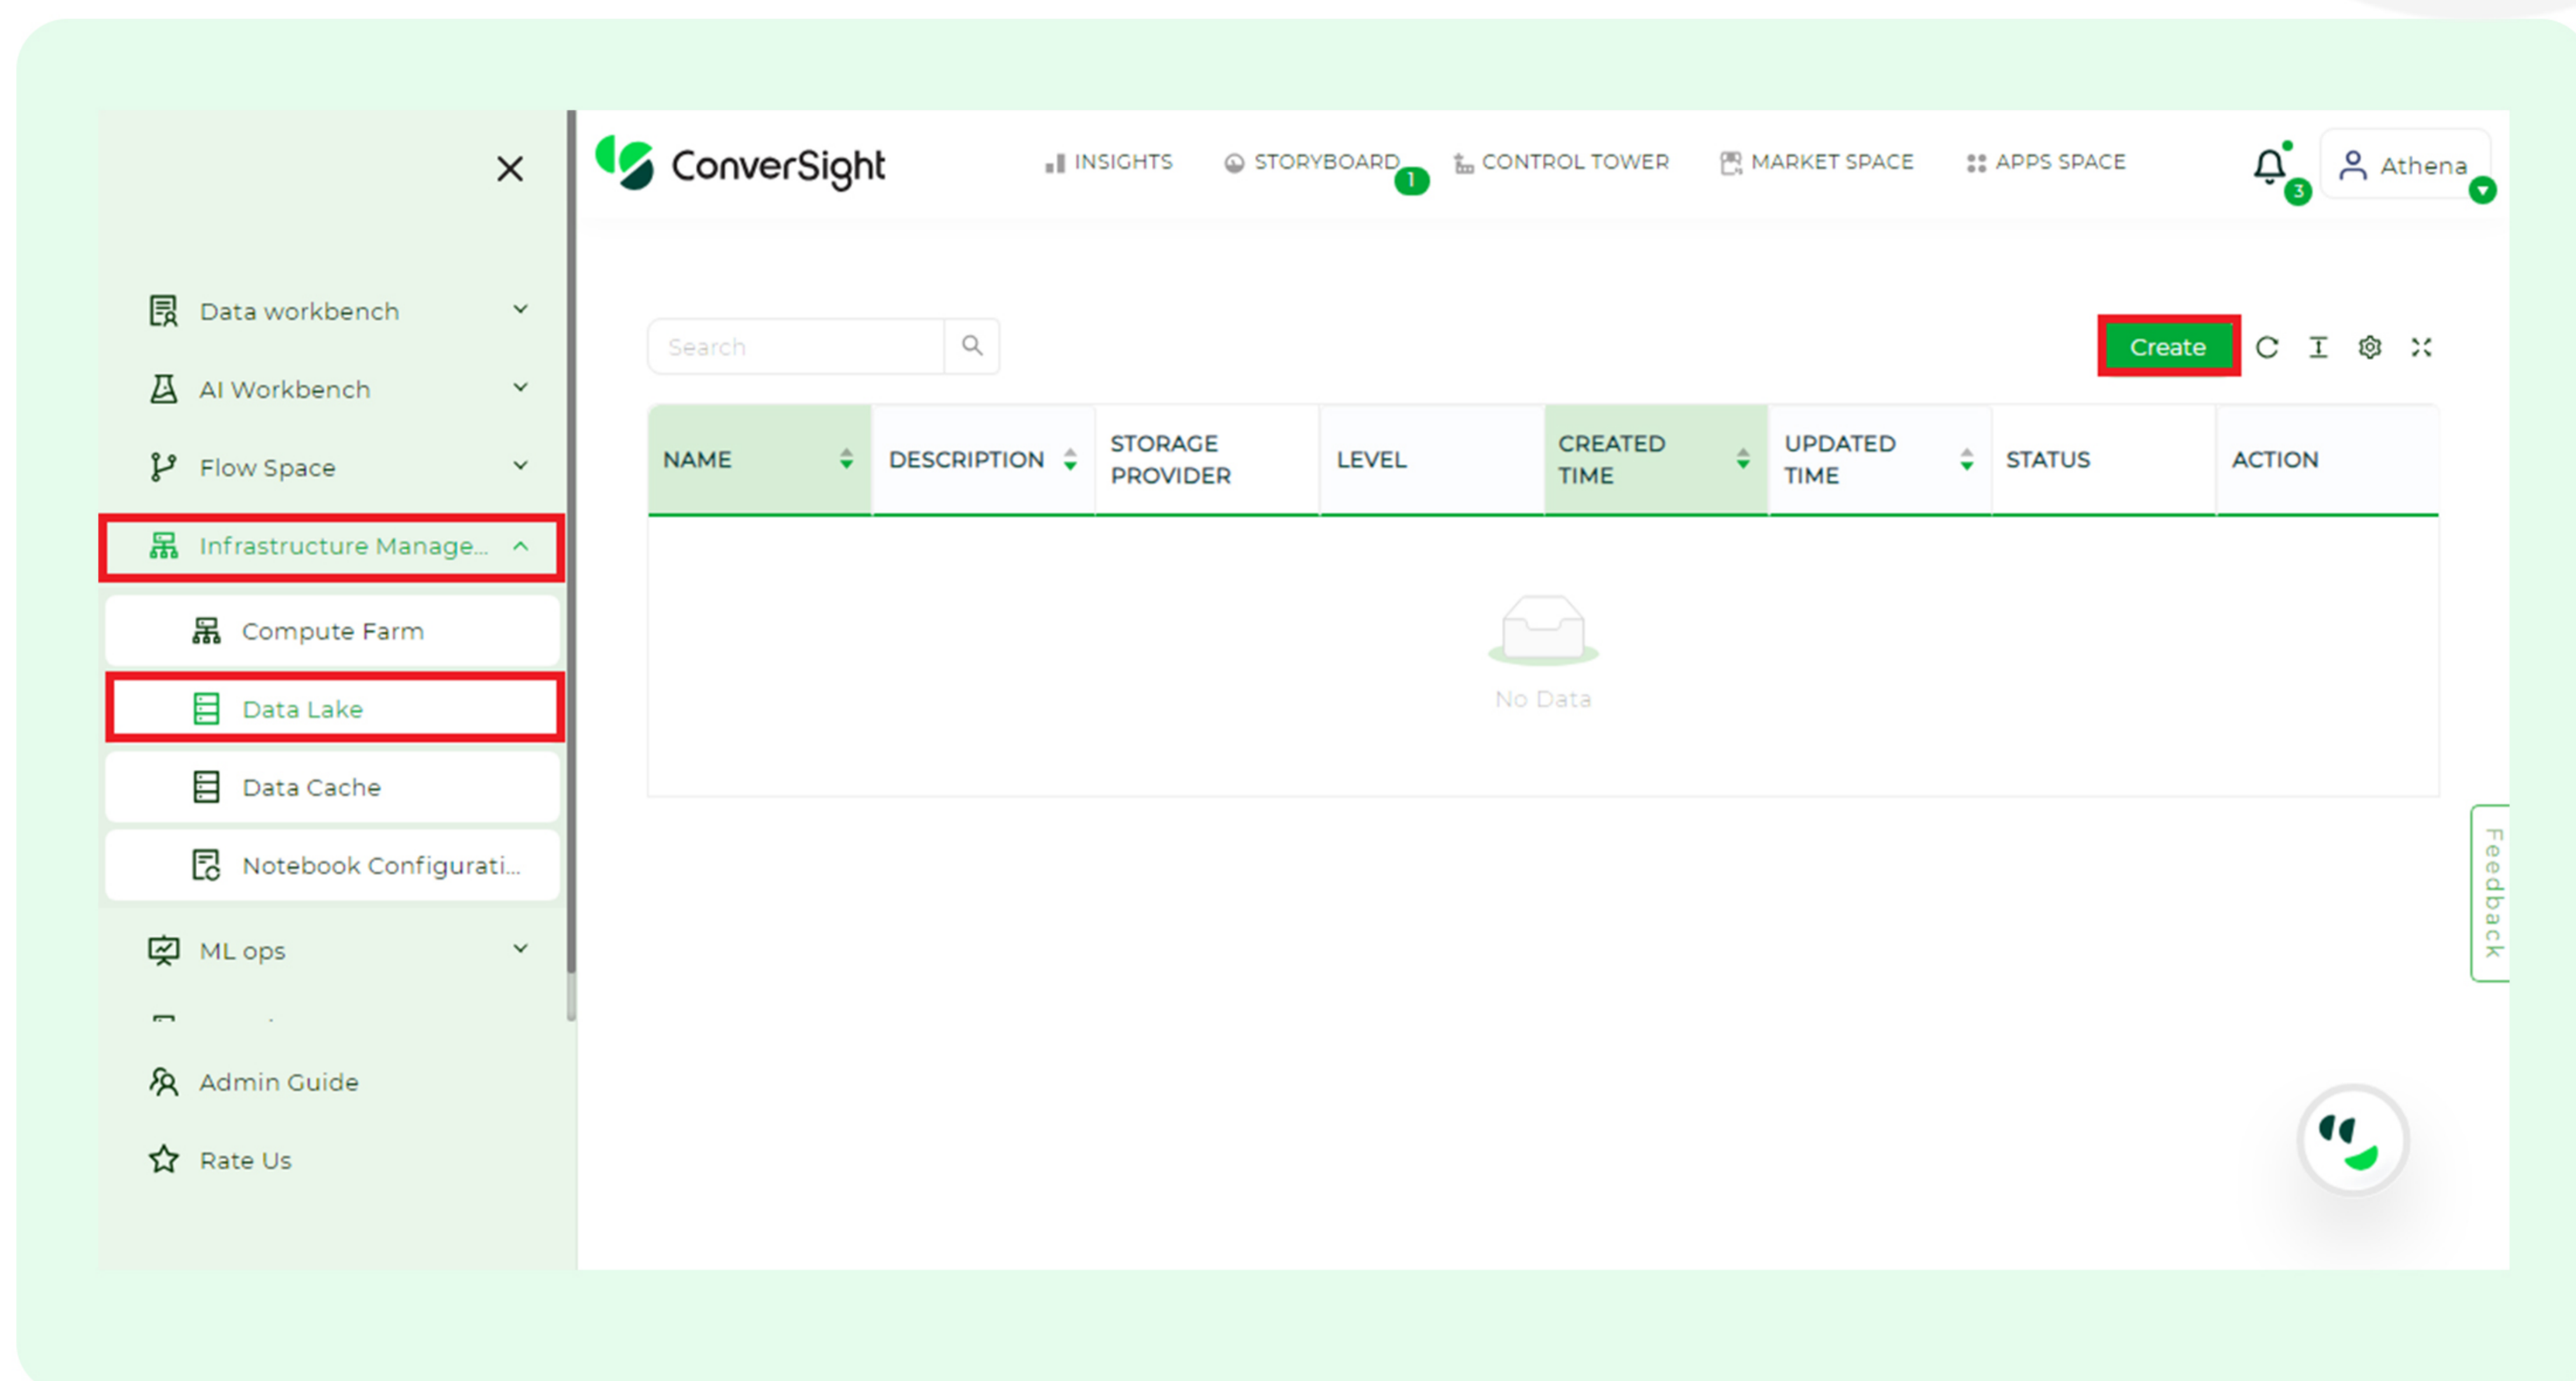 ConverSight
INSIGHTS
STORYBOARD
1
CONTROL TOWER
MARKET SPACE
APPS SPACE
3
Athena
Data workbench
AI Workbench
Flow Space
Infrastructure Manage...
Compute Farm
Data Lake
Data Cache
Notebook Configurati...
ML ops
Admin Guide
Rate Us
Search
Create
NAME
DESCRIPTION
STORAGE
PROVIDER
LEVEL
CREATED
TIME
UPDATED
TIME
STATUS
ACTION
No Data
Feedback